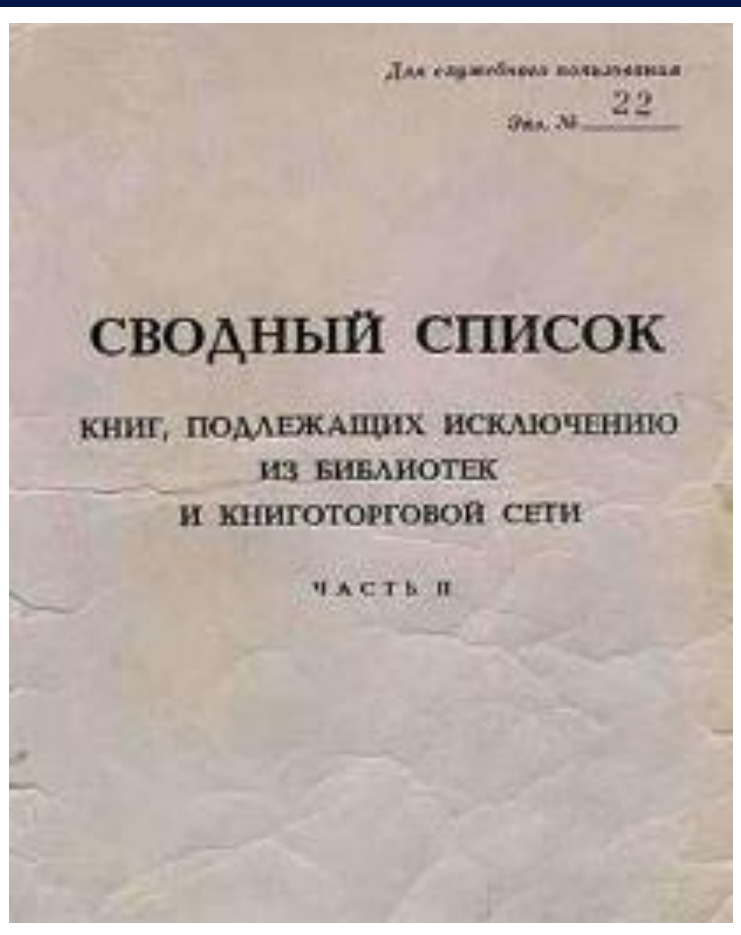 Для служебного пользования
Экз. № 22
СВОДНЫЙ СПИСОК
КНИГ, ПОДЛЕЖАЩИХ ИСКЛЮЧЕНИЮ
ИЗ БИБЛИОТЕК
И КНИГОТОРГОВОЙ СЕТИ
ЧАСТЬ II